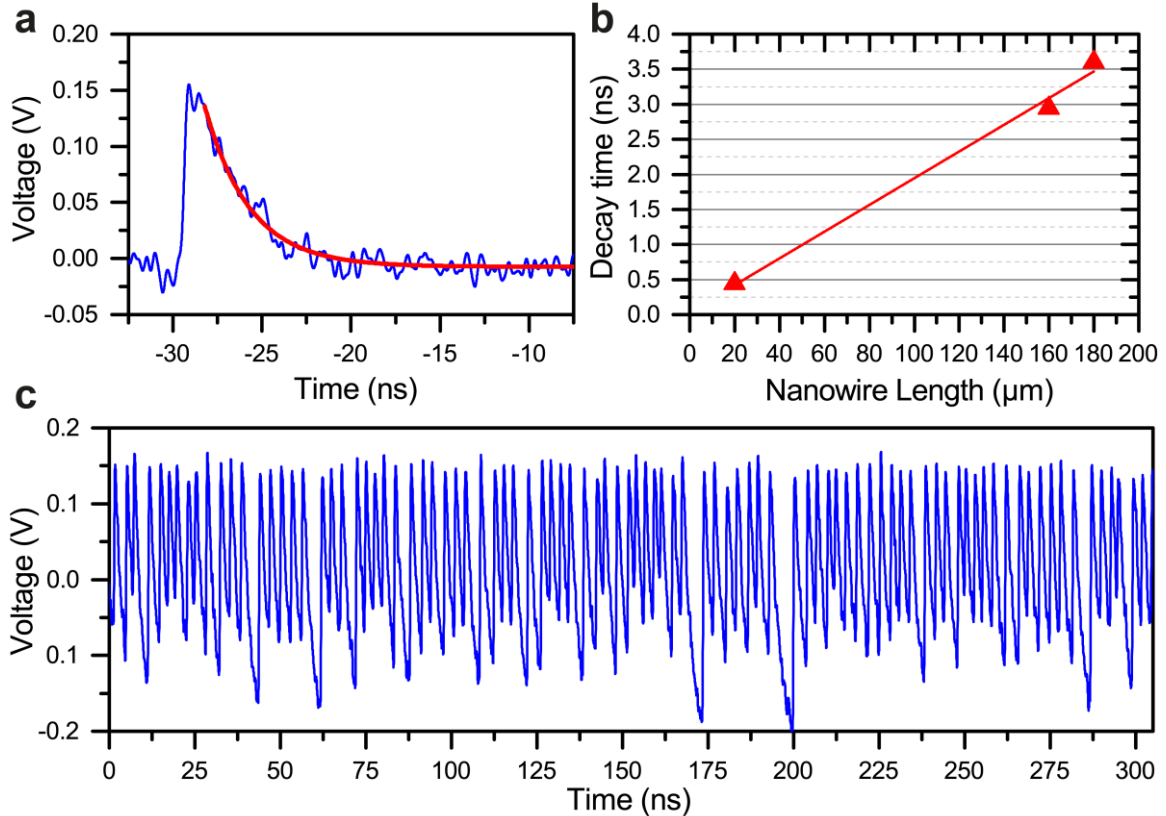 a
0.20
0.15
0.10
0.05
0.00
-0.05
Voltage (V)
-30 -25 -20 -15 -10
Time (ns)
b
4.0
3.5
3.0
2.5
2.0
1.5
1.0
0.5
0.0
Decay time (ns)
0 20 40 60 80 100 120 140 160 180 200
Nanowire Length (μm)
c
0.2
0.1
0.0
0.1
-0.2
Voltage (V)
0 25 50 75 100 125 150 175 200 225 250 275 300
Time (ns)